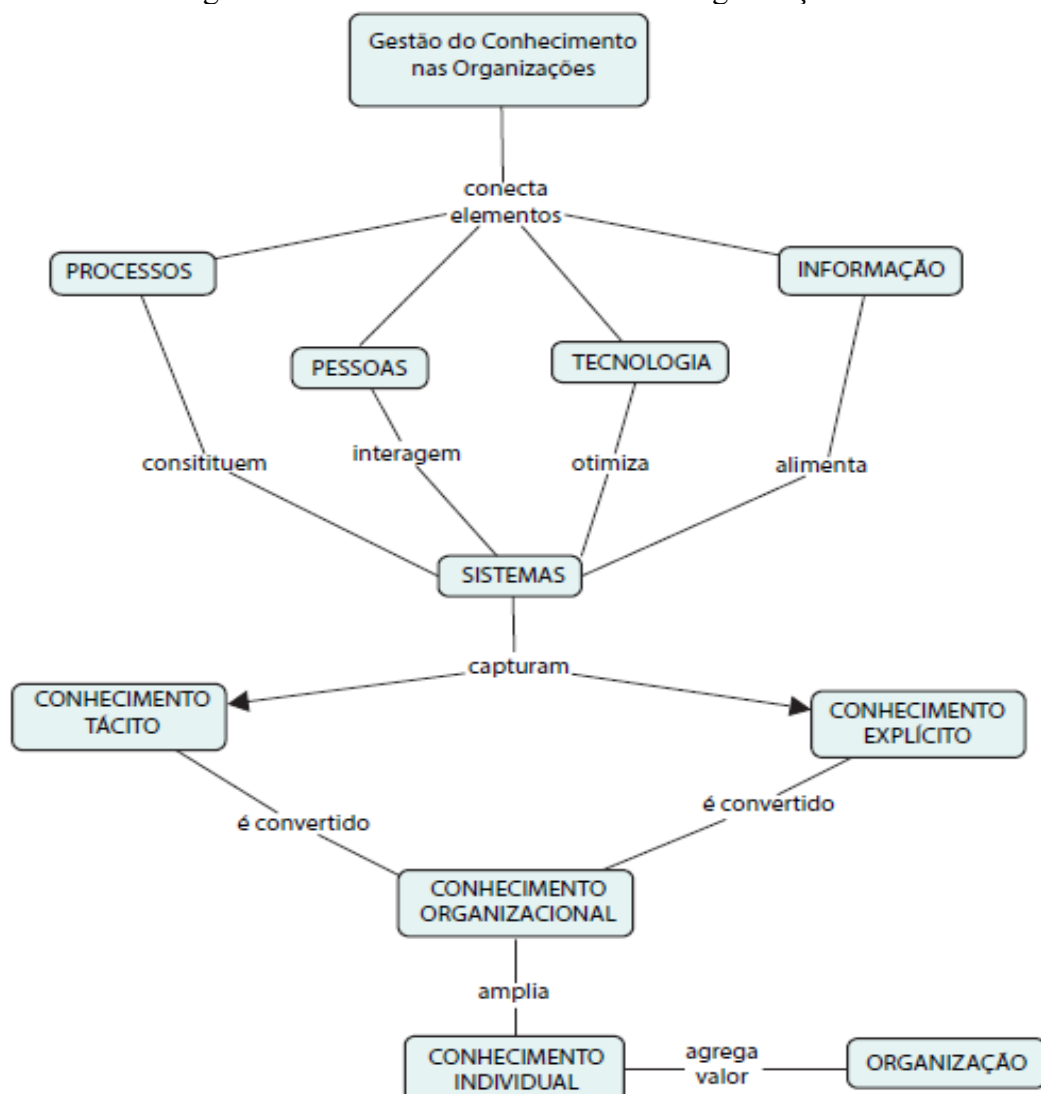 Gestão do Conhecimento
nas Organizações
conecta
elementos
PROCESSOS
INFORMAÇÃO
PESSOAS
TECNOLOGIA
consitituem
interagem
otimiza
alimenta
SISTEMAS
capturam
CONHECIMENTO
TÁCITO
CONHECIMENTO
EXPLÍCITO
é convertido
é convertido
CONHECIMENTO
ORGANIZACIONAL
amplia
CONHECIMENTO
INDIVIDUAL
agrega
valor
ORGANIZAÇÃO